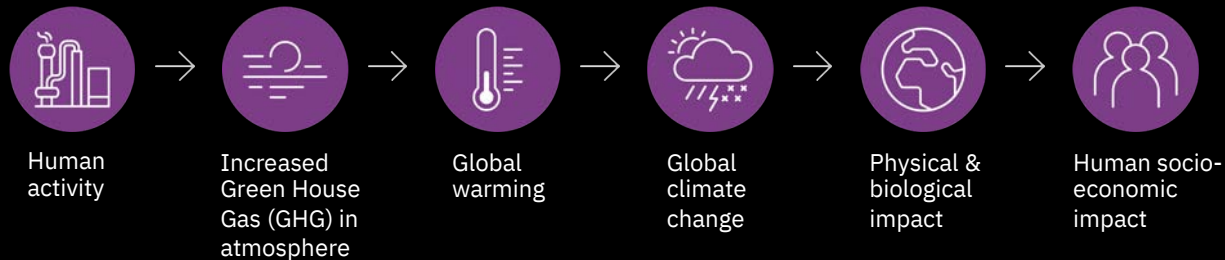 Human
activity
Increased
Green House
Gas (GHG) in
atmosphere
Global
warming
Global
climate
change
Physical &
biological
impact
Human socio-
economic
impact